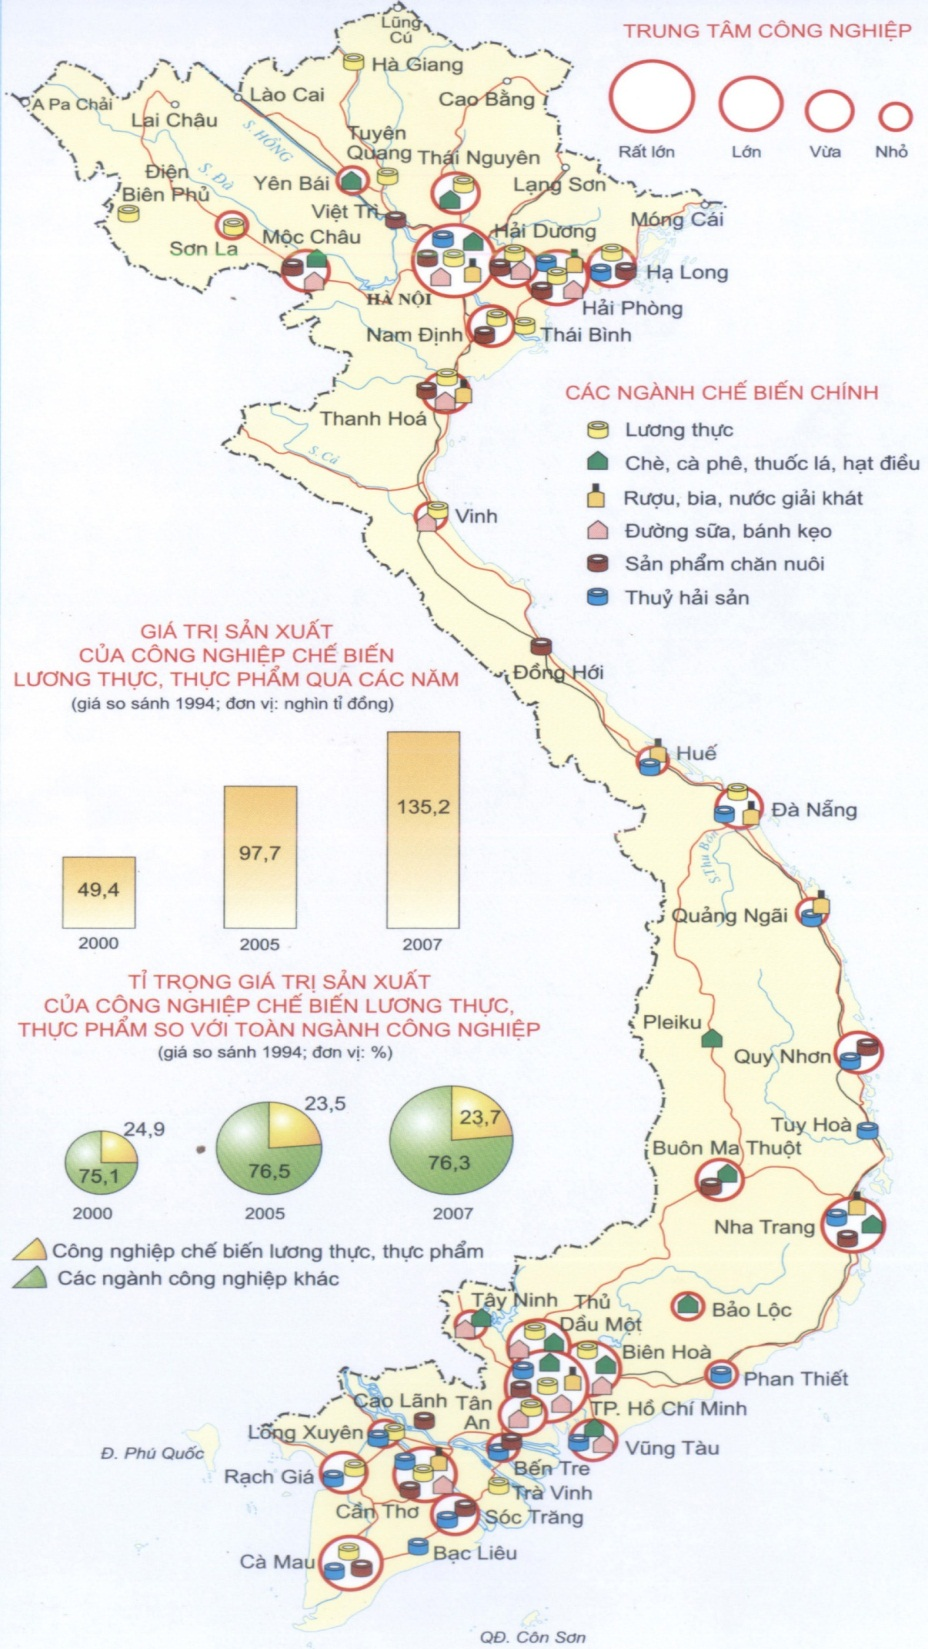 TRUNG TÂM CÔNG NGHIỆP
Rất lớn
Lớn
Vừa
Nhỏ
Lũng
Cú
Hà Giang
A Pa Chải
Lai Châu
Lào Cai
Cao Bằng
S. HỒNG
S. Đà
Tuyên
Quang
Thái Nguyên
Điện
Biên Phủ
Yên Bái
Lạng Sơn
Việt Trì
Móng Cái
Sơn La
Mộc Châu
Hải Dương
Hạ Long
HÀ NỘI
Hải Phòng
Nam Định
Thái Bình
Thanh Hoá
S. Cả
Vinh
CÁC NGÀNH CHẾ BIẾN CHÍNH
Lương thực
Chè, cà phê, thuốc lá, hạt điều
Rượu, bia, nước giải khát
Đường sữa, bánh kẹo
Sản phẩm chăn nuôi
Thuỷ hải sản
GIÁ TRỊ SẢN XUẤT
CỦA CÔNG NGHIỆP CHẾ BIẾN
LƯƠNG THỰC, THỰC PHẨM QUA CÁC NĂM
(giá so sánh 1994; đơn vị: nghìn tỉ đồng)
49,4
97,7
135,2
2000
2005
2007
Đồng Hới
Huế
Đà Nẵng
S.Thu Bồn
Quảng Ngãi
TỈ TRỌNG GIÁ TRỊ SẢN XUẤT
CỦA CÔNG NGHIỆP CHẾ BIẾN LƯƠNG THỰC,
THỰC PHẨM SO VỚI TOÀN NGÀNH CÔNG NGHIỆP
(giá so sánh 1994; đơn vị: %)
24,9
75,1
23,5
76,5
23,7
76,3
2000
2005
2007
Công nghiệp chế biến lương thực, thực phẩm
Các ngành công nghiệp khác
Pleiku
Quy Nhơn
Tuy Hoà
Buôn Ma Thuột
Nha Trang
Tây Ninh
Thủ
Dầu Một
Bảo Lộc
Biên Hoà
Phan Thiết
Cao Lãnh
Tân
An
TP. Hồ Chí Minh
Long Xuyên
Vũng Tàu
Đ. Phú Quốc
Rạch Giá
Bến Tre
Trà Vinh
Cần Thơ
Sóc Trăng
Cà Mau
Bạc Liêu
QĐ. Côn Sơn